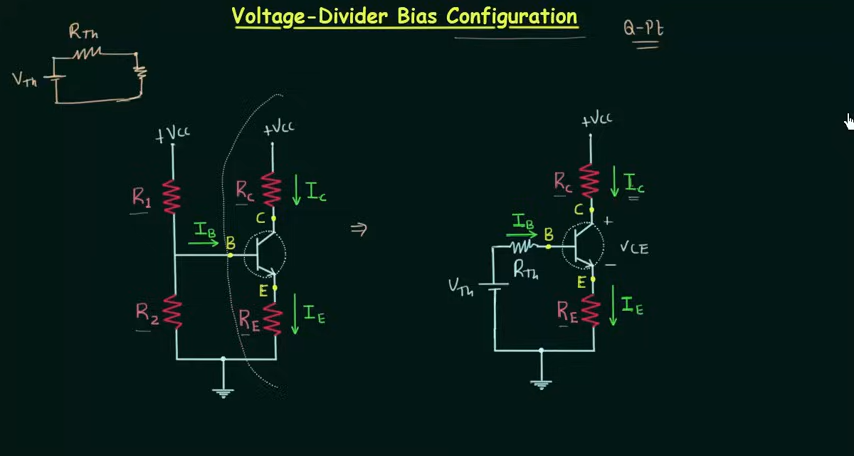 Voltage-Divider Bias Configuration
Q-Pt
RTh
VTh
+VCC
+VCC
R1
RC
IC
C
IB
B
E
R2
RE
IE
⇒
+VCC
RC
IC
C
+
IB
B
VCE
RTh
−
VTh
E
RE
IE